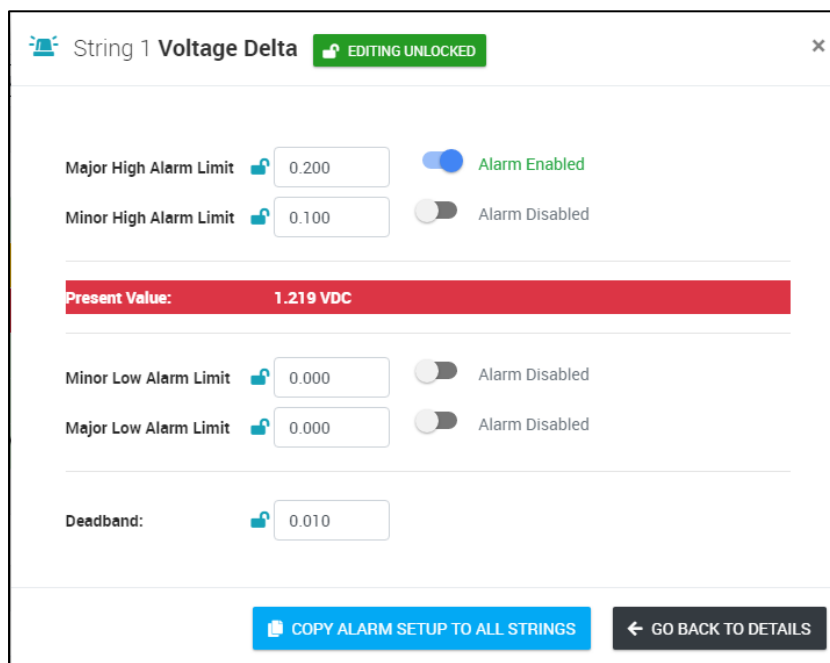 String 1 Voltage Delta EDITING UNLOCKED ×
Major High Alarm Limit 0.200 Alarm Enabled
Minor High Alarm Limit 0.100 Alarm Disabled
Present Value: 1.219 VDC
Minor Low Alarm Limit 0.000 Alarm Disabled
Major Low Alarm Limit 0.000 Alarm Disabled
Deadband: 0.010
COPY ALARM SETUP TO ALL STRINGS GO BACK TO DETAILS